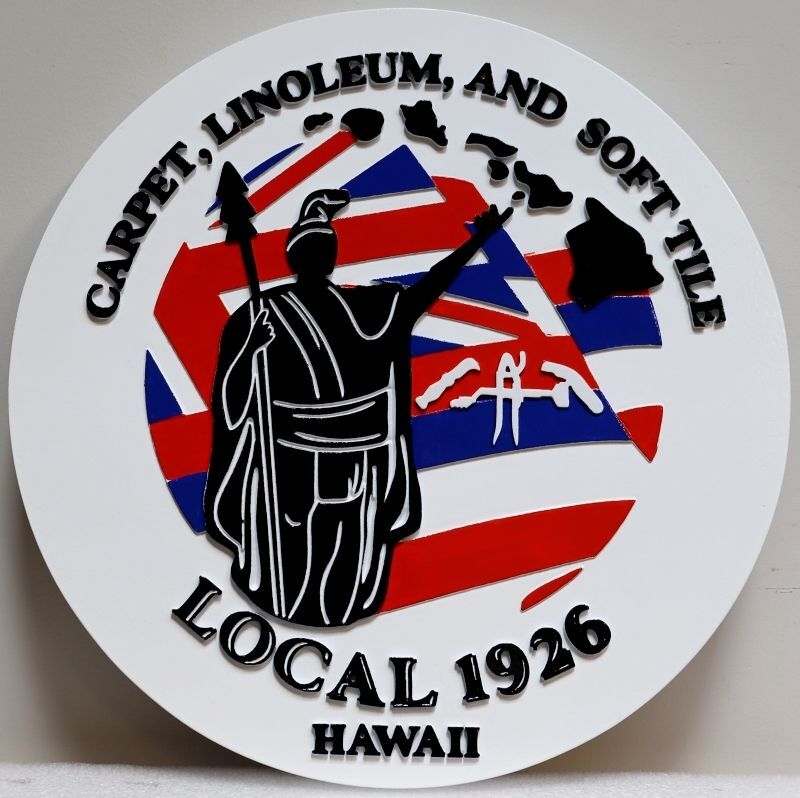 CARPET, LINOLEUM, AND SOFT TILE
LOCAL 1926
HAWAII